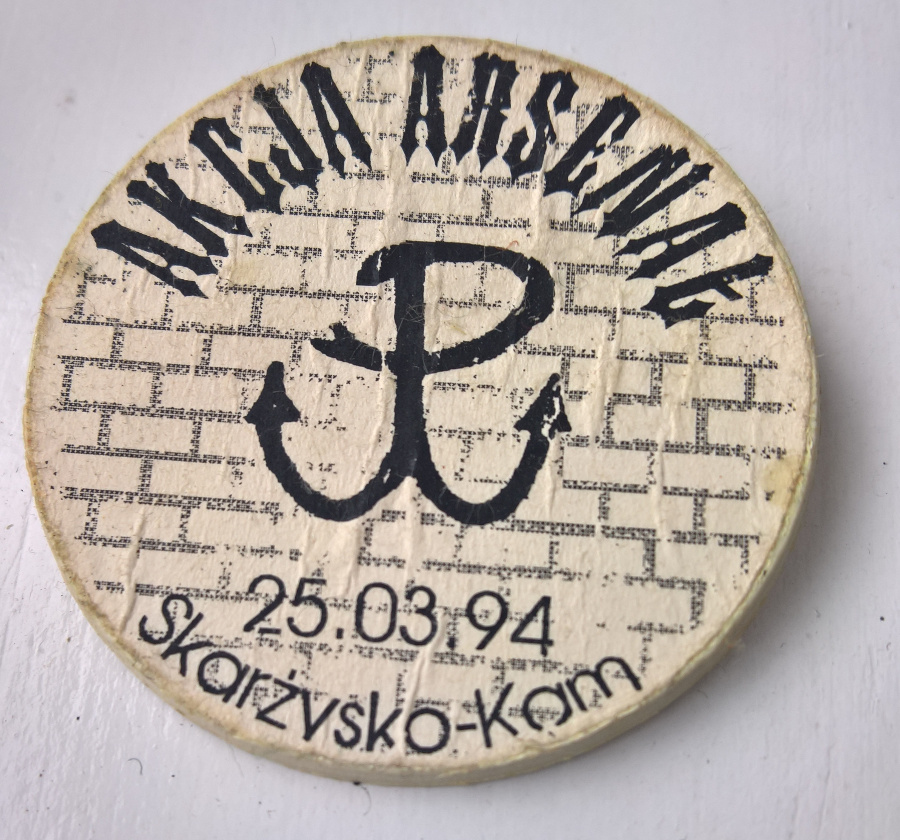 AKCJA ARSENAŁ
25.03.94
Skarżysko-Kam